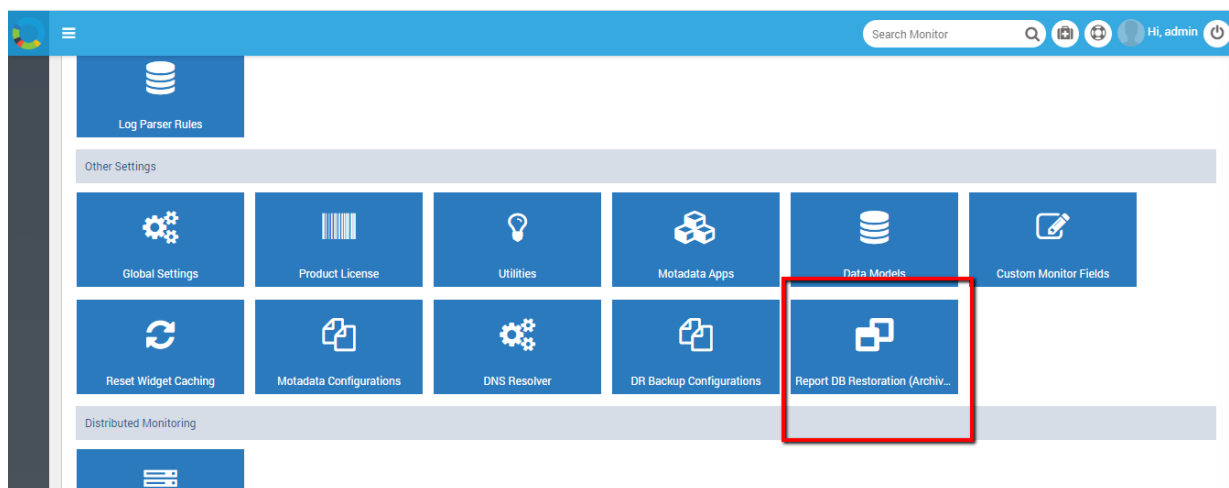 Search Monitor
Hi, admin
Log Parser Rules
Other Settings
Global Settings
Product License
Utilities
Motadata Apps
Data Models
Custom Monitor Fields
Reset Widget Caching
Motadata Configurations
DNS Resolver
DR Backup Configurations
Report DB Restoration (Archiv...
Distributed Monitoring